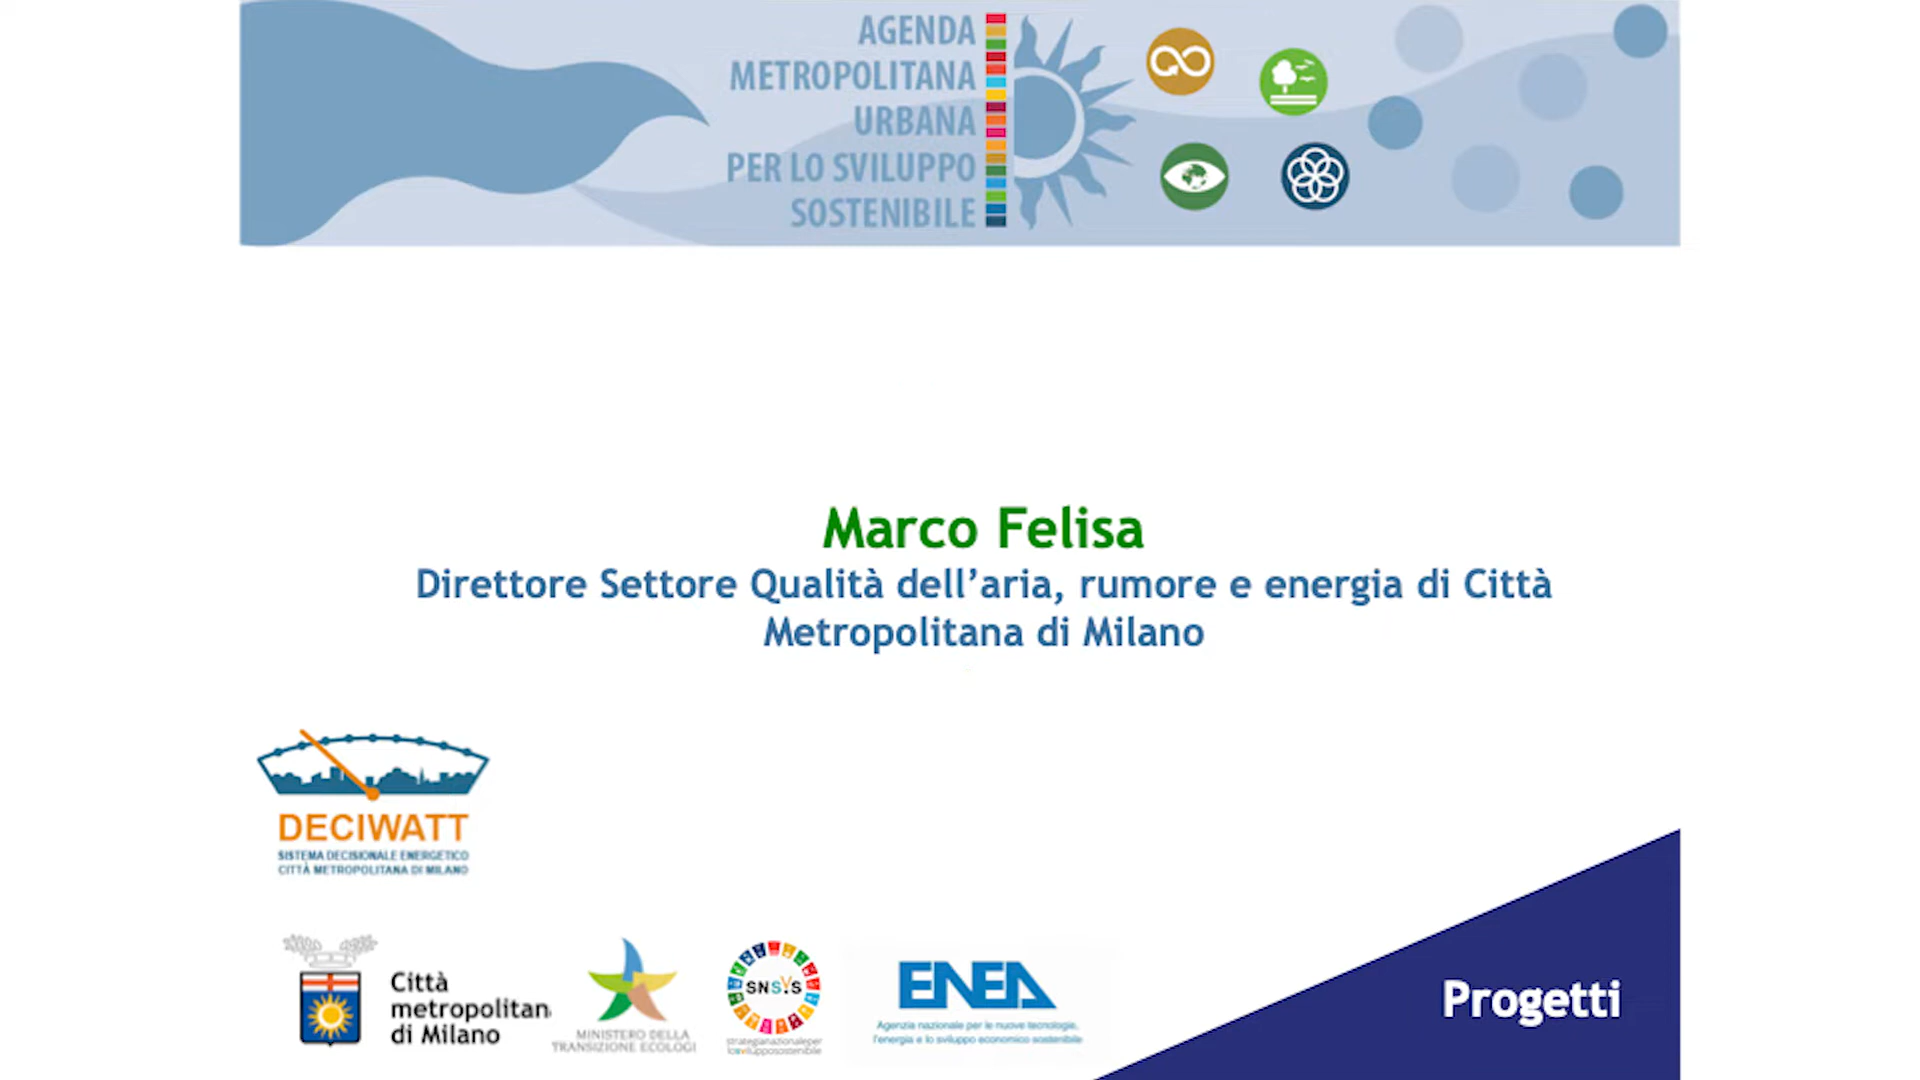 AGENDA
METROPOLITANA
URBANA
PER LO SVILUPPO
SOSTENIBILE
Marco Felisa
Direttore Settore Qualità dell’aria, rumore e energia di Città
Metropolitana di Milano
DECIWATT
SISTEMA DECISIONALE ENERGETICO
CITTÀ METROPOLITANA DI MILANO
Città
metropolitan
di Milano
MINISTERO DELLA
TRANSIZIONE ECOLOGI
SNSVS
strategianazionaleper
losvilupposostenibile
ENEA
Agenzia nazionale per le nuove tecnologie,
l'energia e lo sviluppo economico sostenibile
Progetti